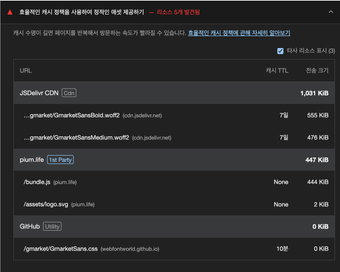 효율적인 캐시 정책을 사용하여 정적인 애셋 제공하기 — 리소스 5개 발견됨
캐시 수명이 길면 페이지를 반복해서 방문하는 속도가 빨라질 수 있습니다. 효율적인 캐시 정책에 관해 자세히 알아보기
타사 리소스 표시 (3)
URL 캐시 TTL 전송 크기
JSDelivr CDN Cdn 1,031 KiB
…gmarket/GmarketSansBold.woff2 (cdn.jsdelivr.net) 7일 555 KiB
…gmarket/GmarketSansMedium.woff2 (cdn.jsdelivr.net) 7일 476 KiB
pium.life 1st Party 447 KiB
/bundle.js (pium.life) None 444 KiB
/assets/logo.svg (pium.life) None 2 KiB
GitHub Utility 0 KiB
/gmarket/GmarketSans.css (webfontworld.github.io) 10분 0 KiB